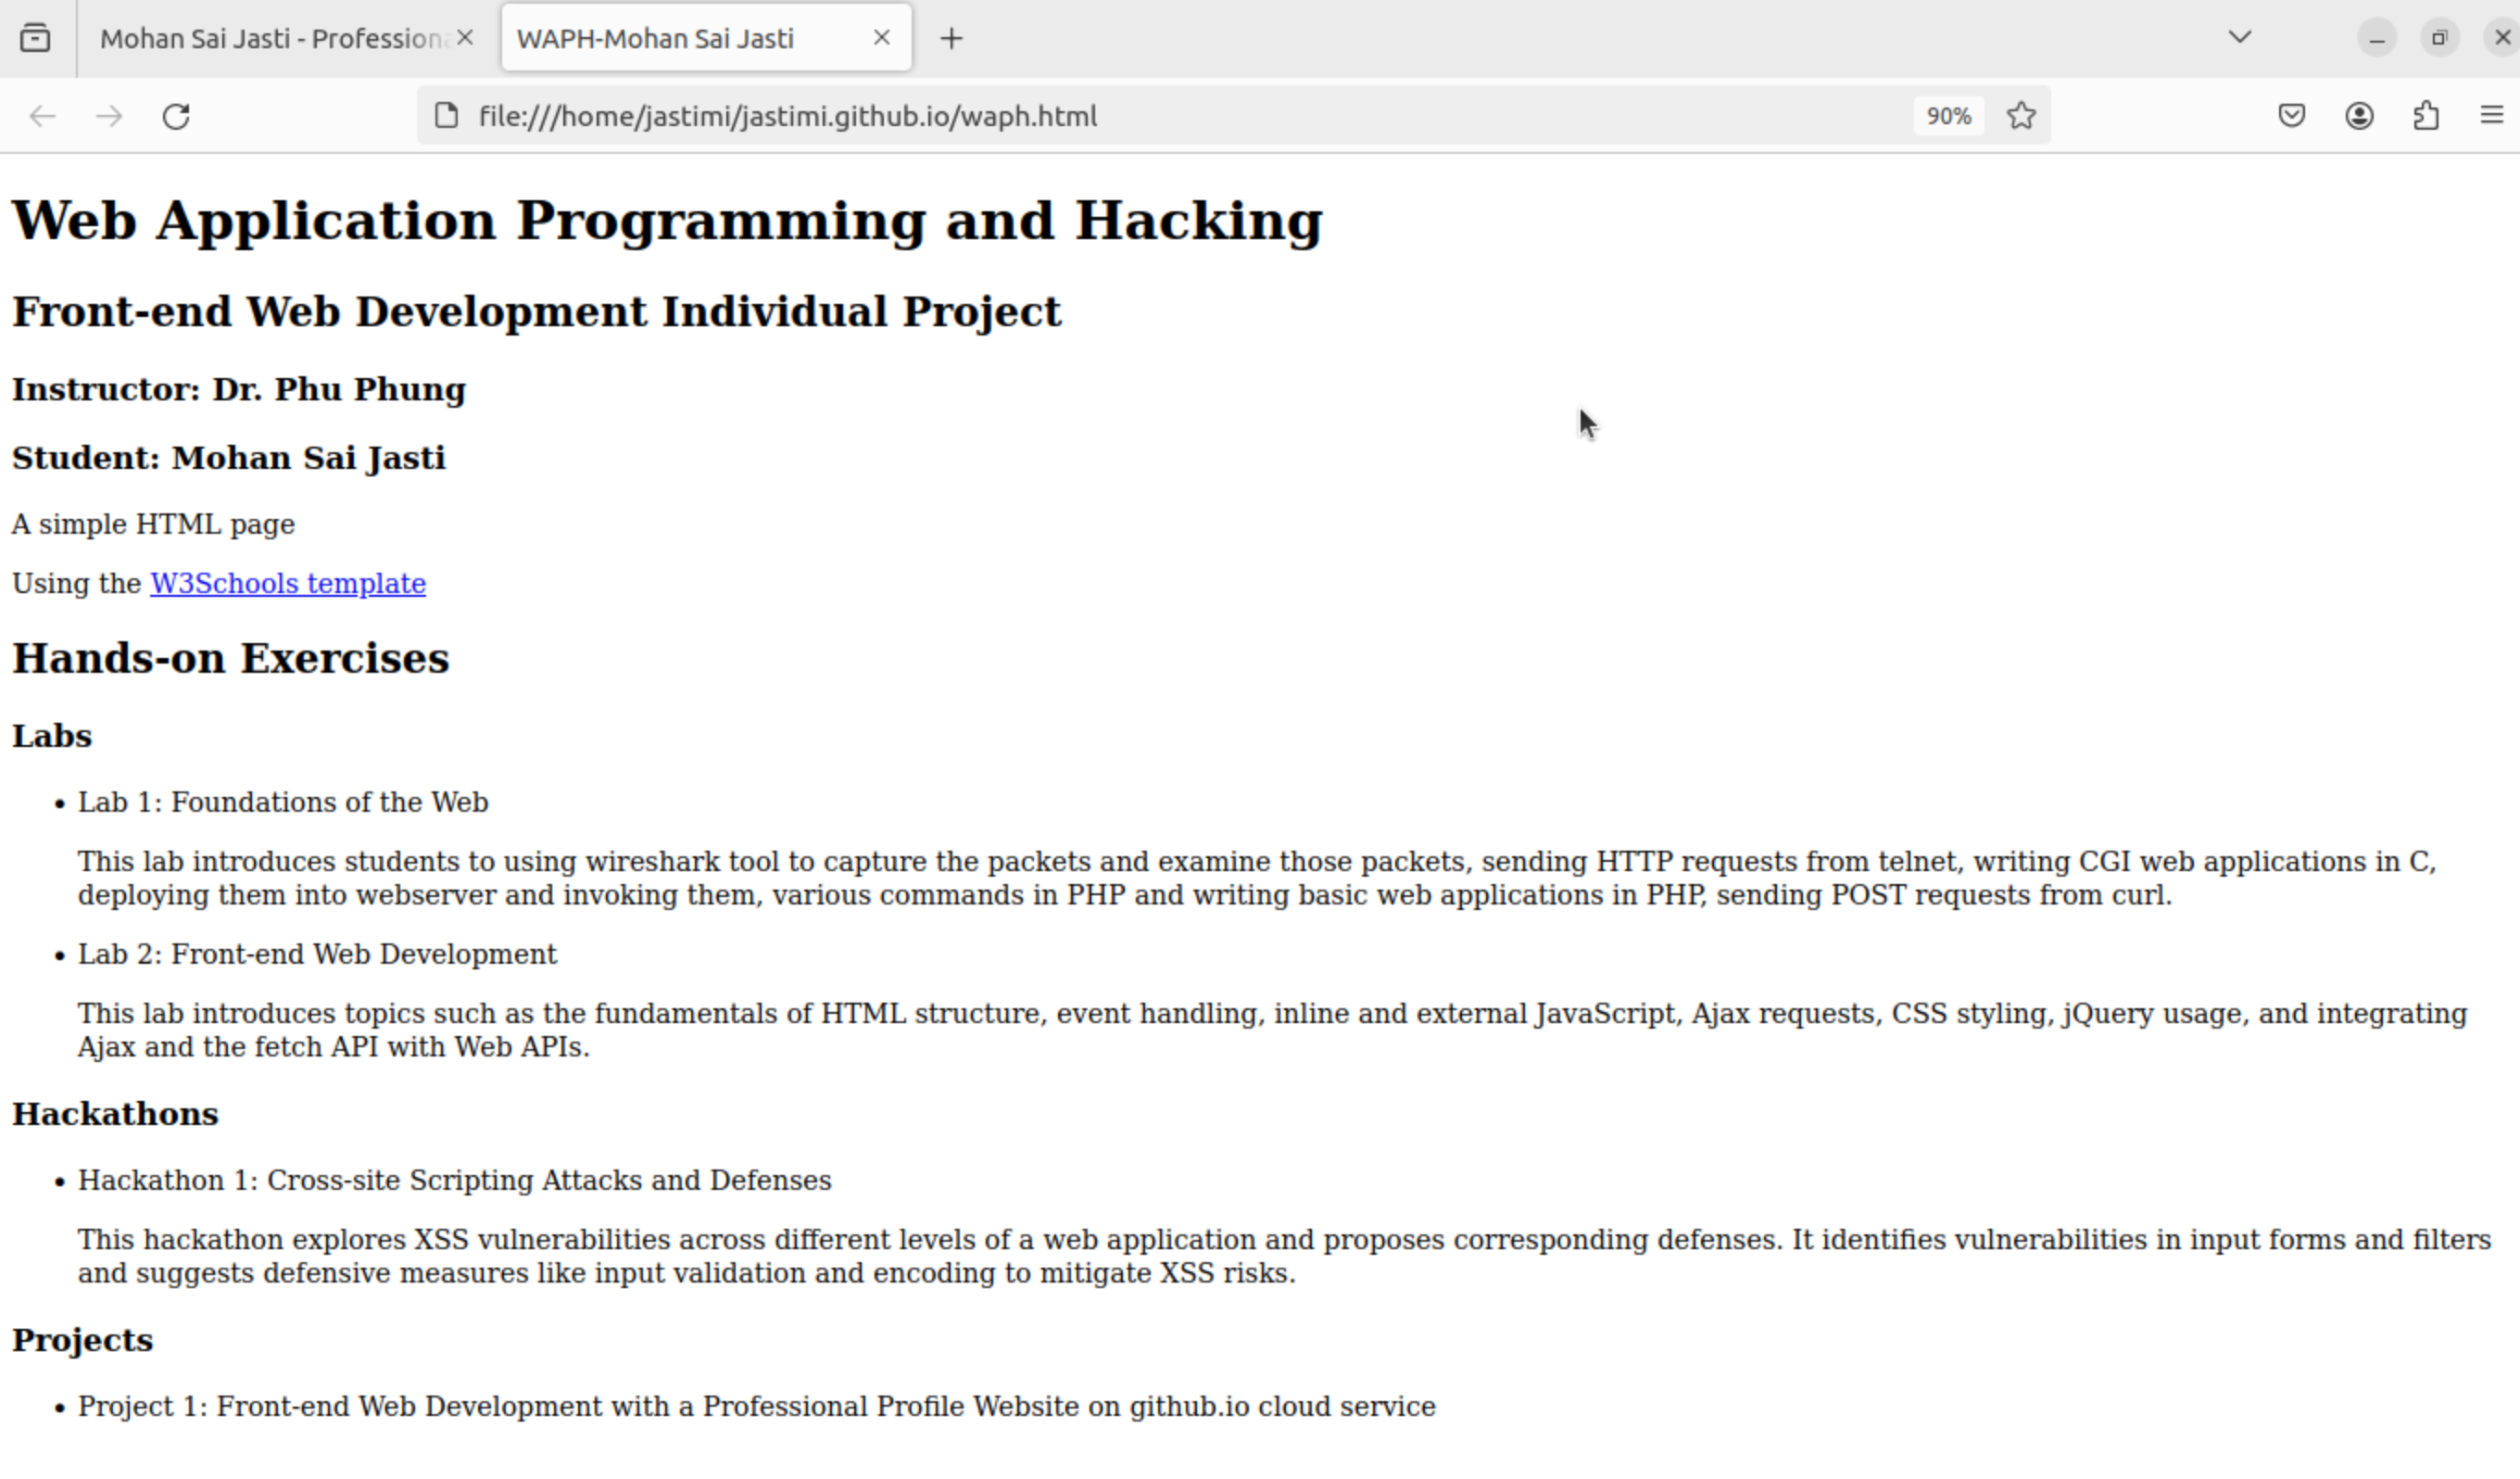 Mohan Sai Jasti - Professiona
WAPH-Mohan Sai Jasti
file:///home/jastimi/jastimi.github.io/waph.html
90%
Web Application Programming and Hacking
Front-end Web Development Individual Project
Instructor: Dr. Phu Phung
Student: Mohan Sai Jasti
A simple HTML page
Using the W3Schools template
Hands-on Exercises
Labs
• Lab 1: Foundations of the Web
This lab introduces students to using wireshark tool to capture the packets and examine those packets, sending HTTP requests from telnet, writing CGI web applications in C,
deploying them into webserver and invoking them, various commands in PHP and writing basic web applications in PHP, sending POST requests from curl.
• Lab 2: Front-end Web Development
This lab introduces topics such as the fundamentals of HTML structure, event handling, inline and external JavaScript, Ajax requests, CSS styling, jQuery usage, and integrating
Ajax and the fetch API with Web APIs.
Hackathons
• Hackathon 1: Cross-site Scripting Attacks and Defenses
This hackathon explores XSS vulnerabilities across different levels of a web application and proposes corresponding defenses. It identifies vulnerabilities in input forms and filters
and suggests defensive measures like input validation and encoding to mitigate XSS risks.
Projects
• Project 1: Front-end Web Development with a Professional Profile Website on github.io cloud service